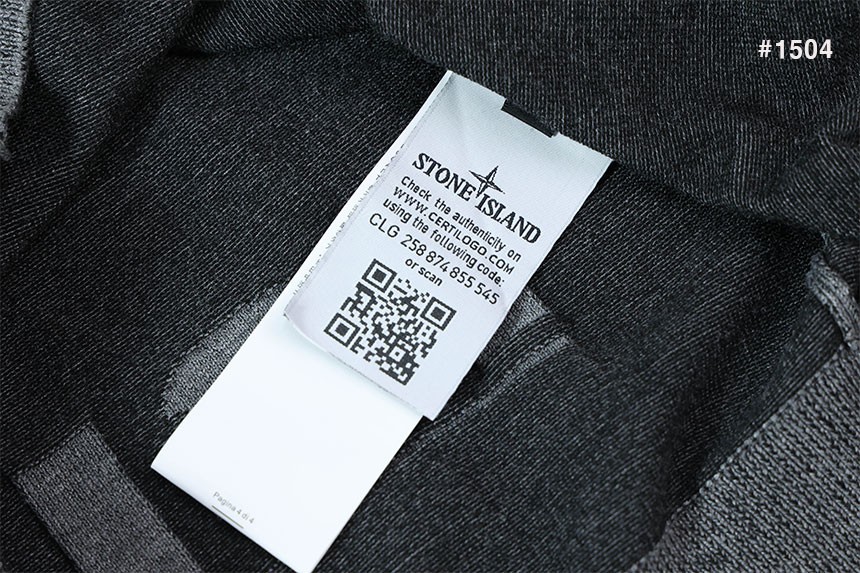 #1504
STONE ISLAND
Check the authenticity on
WWW.CERTILOGO.COM
using the following code:
CLG 258 874 855 545
or scan
Pagina 4 di 4